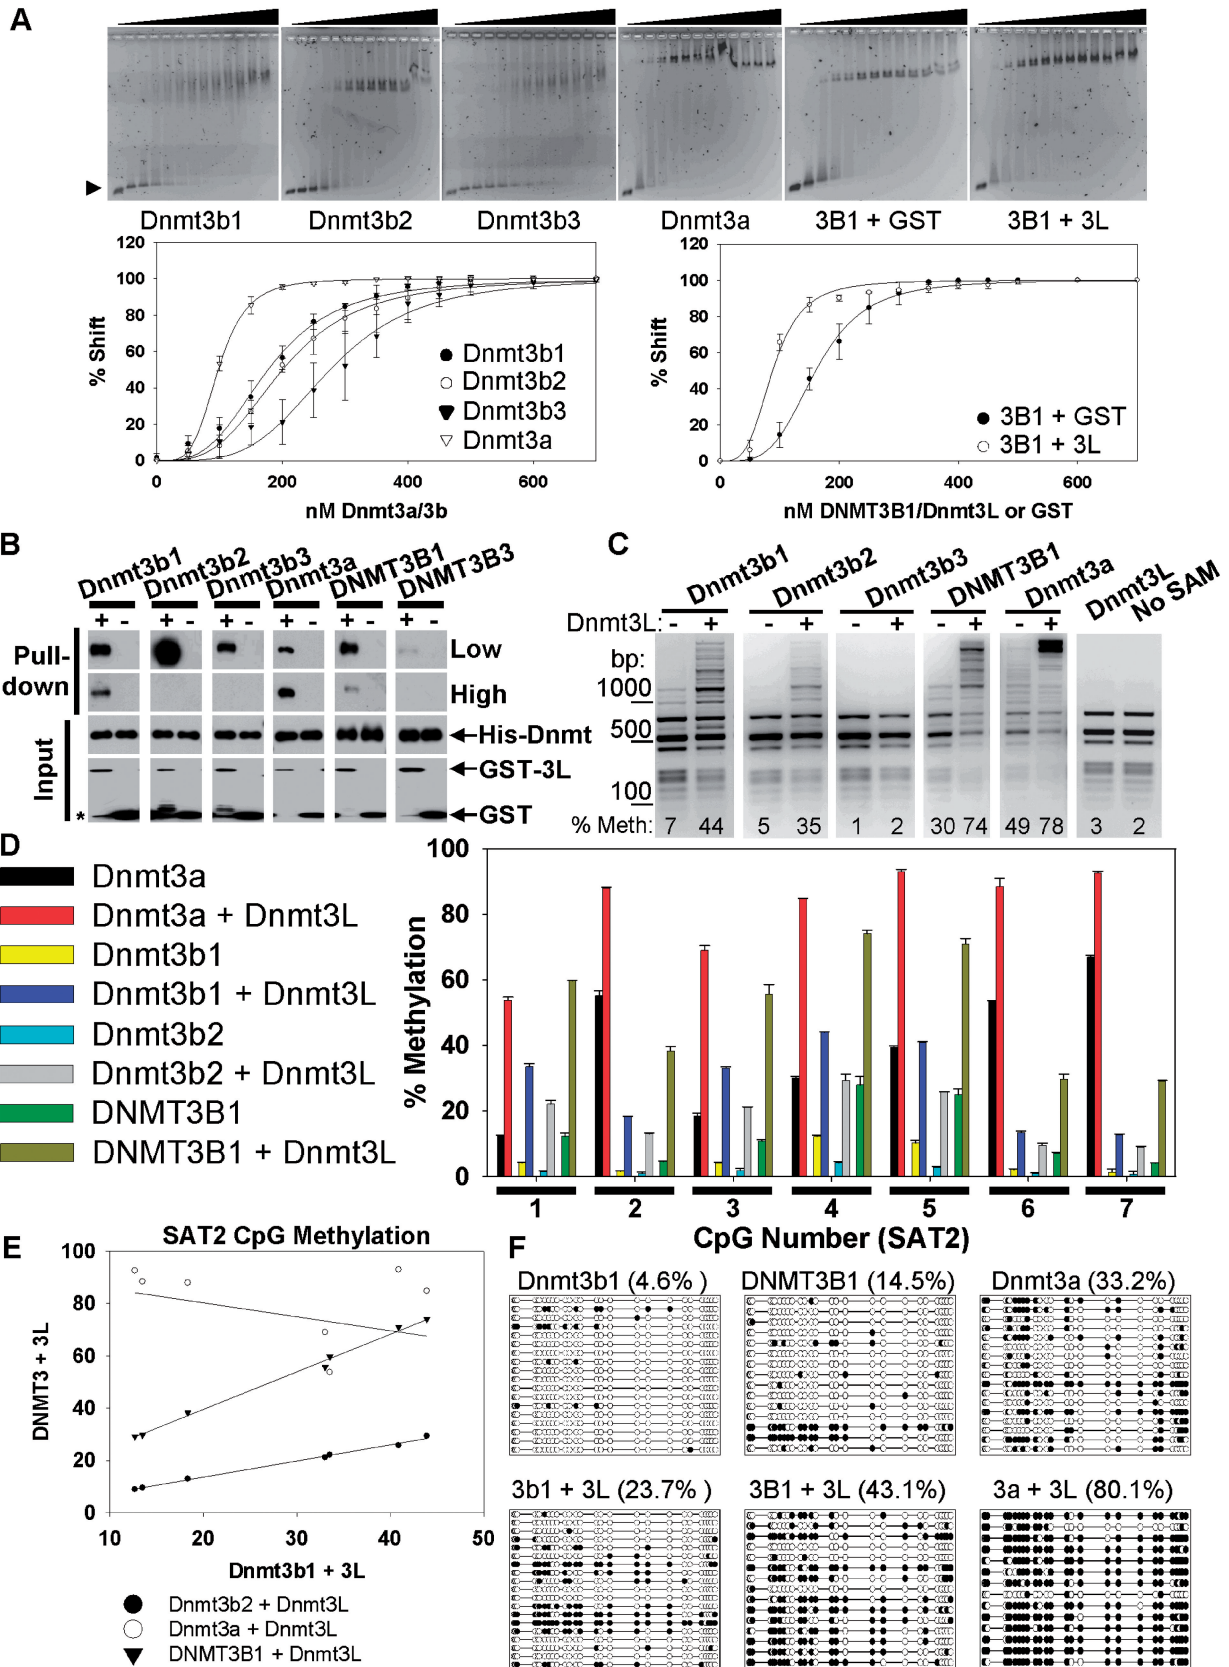 A
Dnmt3b1 Dnmt3b2 Dnmt3b3 Dnmt3a 3B1 + GST 3B1 + 3L
120
100
80
60
40
20
0
% Shift
0 200 400 600
nM Dnmt3a/3b
Dnmt3b1
Dnmt3b2
Dnmt3b3
Dnmt3a
120
100
80
60
40
20
0
% Shift
0 200 400 600
nM DNMT3B1/Dnmt3L or GST
3B1 + GST
3B1 + 3L
B
Dnmt3b1 Dnmt3b2 Dnmt3b3 Dnmt3a DNMT3B1 DNMT3B3
+ - + - + - + - + - + -
Pull-down
Low
High
Input
His-Dnmt
GST-3L
GST
*
C
Dnmt3b1 Dnmt3b2 Dnmt3b3 DNMT3B1 Dnmt3a Dnmt3L No SAM
Dnmt3L: - + - + - + - + - +
bp:
1000
500
100
% Meth: 7 44 5 35 1 2 30 74 49 78 3 2
D
Dnmt3a
Dnmt3a + Dnmt3L
Dnmt3b1
Dnmt3b1 + Dnmt3L
Dnmt3b2
Dnmt3b2 + Dnmt3L
DNMT3B1
DNMT3B1 + Dnmt3L
100
80
60
40
20
0
% Methylation
1 2 3 4 5 6 7
CpG Number (SAT2)
E
SAT2 CpG Methylation
100
80
60
40
20
0
DNMT3 + 3L
10 20 30 40 50
Dnmt3b1 + 3L
Dnmt3b2 + Dnmt3L
Dnmt3a + Dnmt3L
DNMT3B1 + Dnmt3L
F
Dnmt3b1 (4.6% ) DNMT3B1 (14.5%) Dnmt3a (33.2%)
3b1 + 3L (23.7% ) 3B1 + 3L (43.1%) 3a + 3L (80.1%)